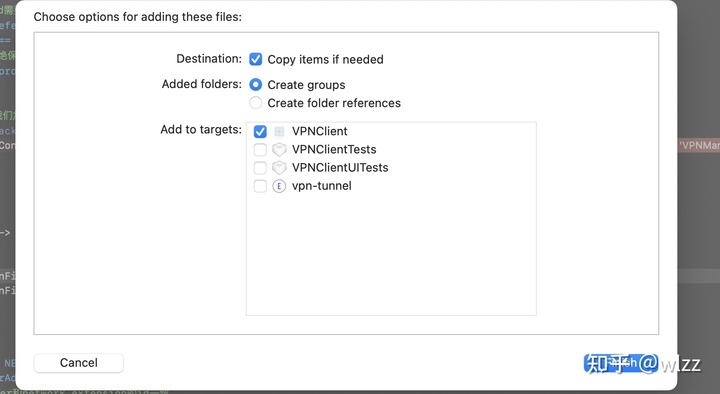 Choose options for adding these files:
Destination: Copy items if needed
Added folders: Create groups
Create folder references
Add to targets: VPNClient
VPNClientTests
VPNClientUITests
E vpn-tunnel
'VPNMar
Cancel
知乎 @wlzz